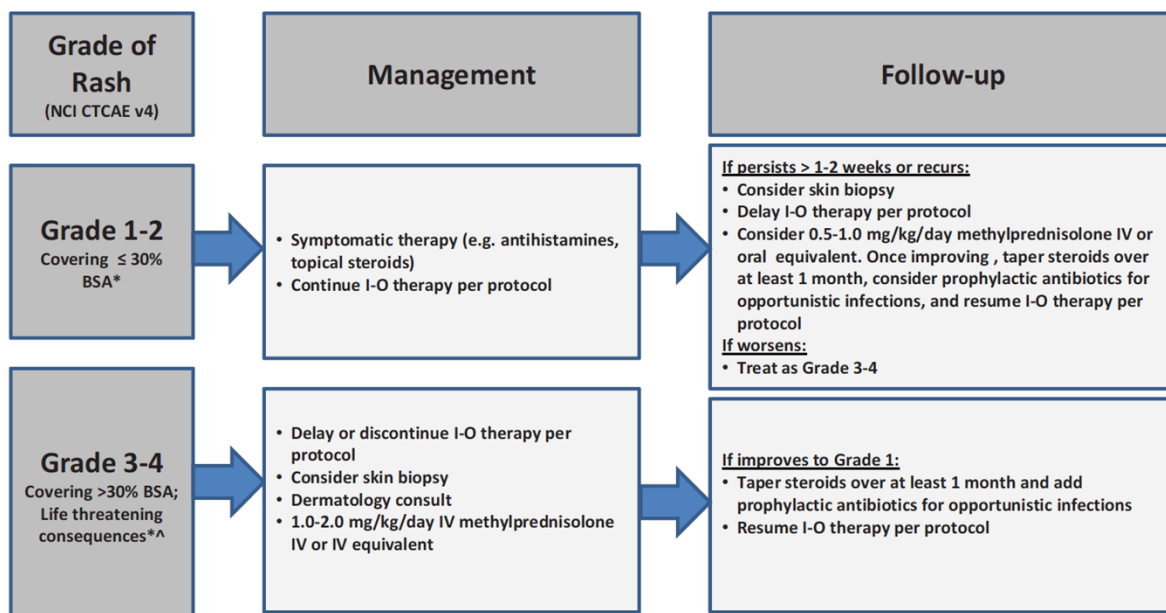 Grade of
Rash
(NCI CTCAE v4)
Management
Follow-up
Grade 1-2
Covering ≤ 30%
BSA*
• Symptomatic therapy (e.g. antihistamines,
topical steroids)
• Continue I-O therapy per protocol
If persists > 1-2 weeks or recurs:
• Consider skin biopsy
• Delay I-O therapy per protocol
• Consider 0.5-1.0 mg/kg/day methylprednisolone IV or
oral equivalent. Once improving , taper steroids over
at least 1 month, consider prophylactic antibiotics for
opportunistic infections, and resume I-O therapy per
protocol
If worsens:
• Treat as Grade 3-4
Grade 3-4
Covering >30% BSA;
Life threatening
consequences*^
• Delay or discontinue I-O therapy per
protocol
• Consider skin biopsy
• Dermatology consult
• 1.0-2.0 mg/kg/day IV methylprednisolone
IV or IV equivalent
If improves to Grade 1:
• Taper steroids over at least 1 month and add
prophylactic antibiotics for opportunistic infections
• Resume I-O therapy per protocol